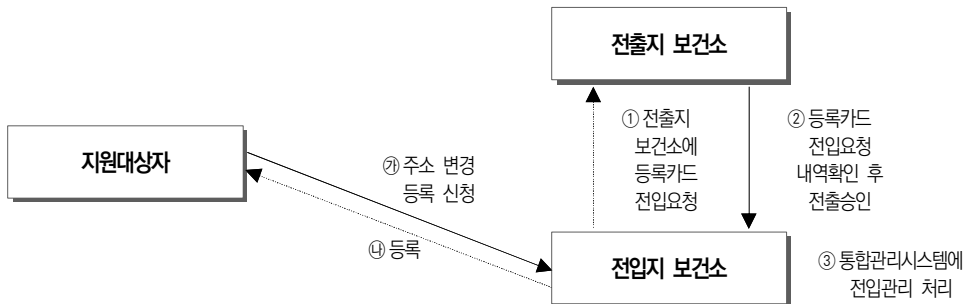 전출지 보건소
① 전출지
보건소에
등록카드
전입요청
② 등록카드
전입요청
내역확인 후
전출승인
지원대상자
㉮ 주소 변경
등록 신청
㉯ 등록
전입지 보건소
③ 통합관리시스템에
전입관리 처리